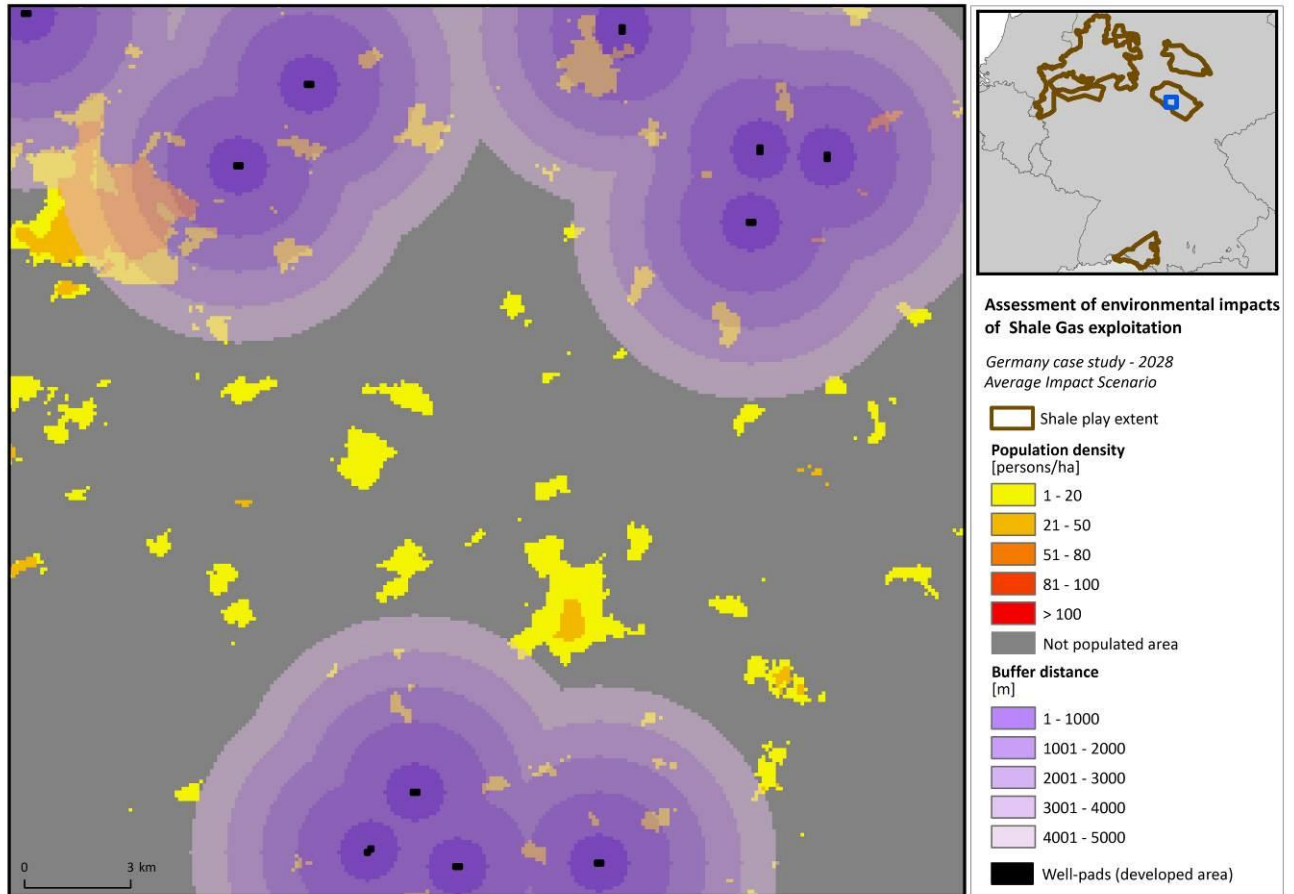 Assessment of environmental impacts
of Shale Gas exploitation
Germany case study - 2028
Average Impact Scenario
Shale play extent
Population density
[persons/ha]
1 - 20
21 - 50
51 - 80
81 - 100
> 100
Not populated area
Buffer distance
[m]
1 - 1000
1001 - 2000
2001 - 3000
3001 - 4000
4001 - 5000
Well-pads (developed area)
0 3 km